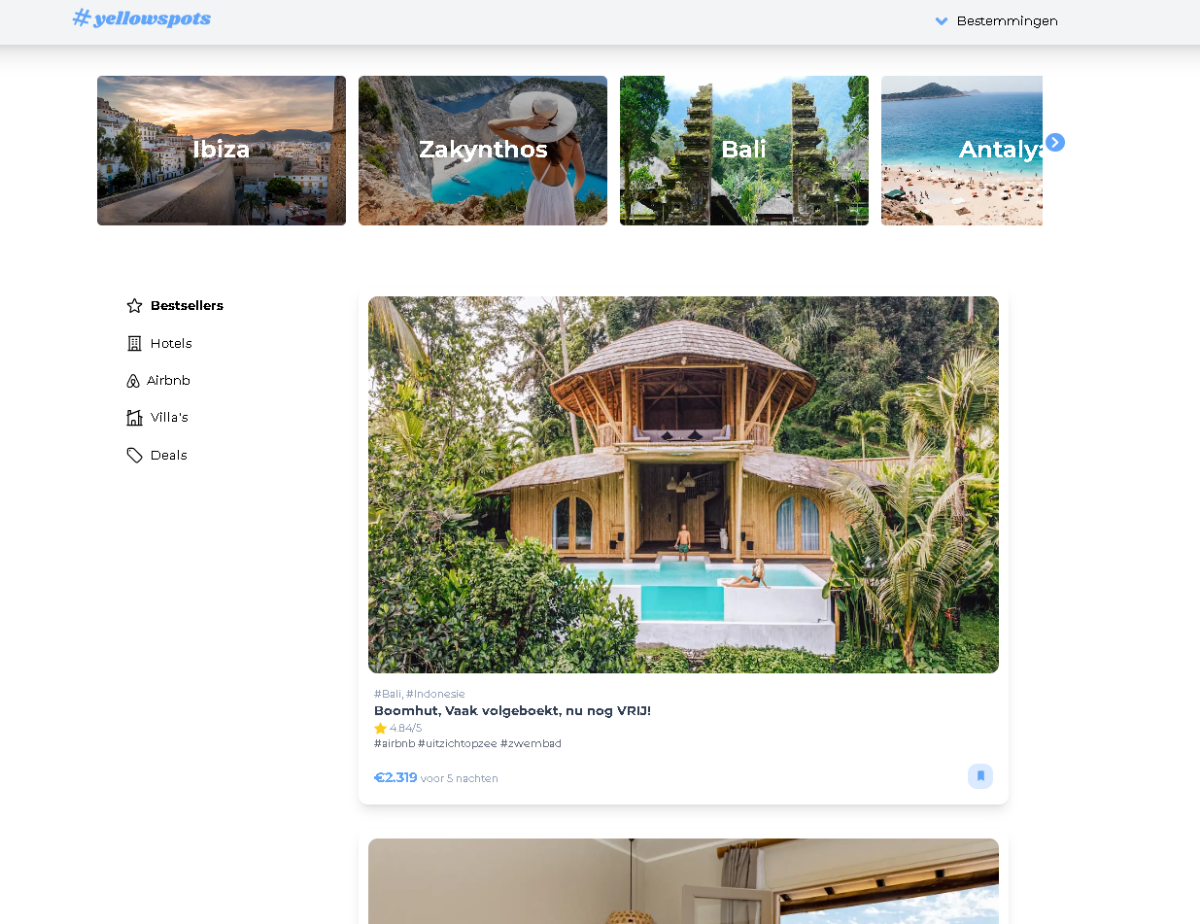 #yellowspots
Bestemmingen
Ibiza
Zakynthos
Bali
Antalya
Bestsellers
Hotels
Airbnb
Villa's
Deals
#Bali, #Indonesie
Boomhut, Vaak volgeboekt, nu nog VRIJ!
4.84/5
#airbnb #uitzichtopzee #zwembad
€2.319 voor 5 nachten